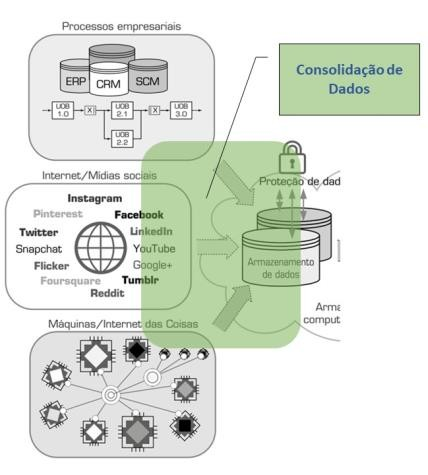 Processos empresariais
ERP
CRM
SCM
UOB
1.0
X
UOB
2.1
X
UOB
3.0
UOB
2.2
Consolidação de
Dados
Internet/Mídias sociais
Instagram
Pinterest
Facebook
Twitter
LinkedIn
Snapchat
YouTube
Flicker
Google+
Foursquare
Tumblr
Reddit
Proteção de dad
Armazenamento
de dados
Arma
comput
Máquinas/Internet das Coisas